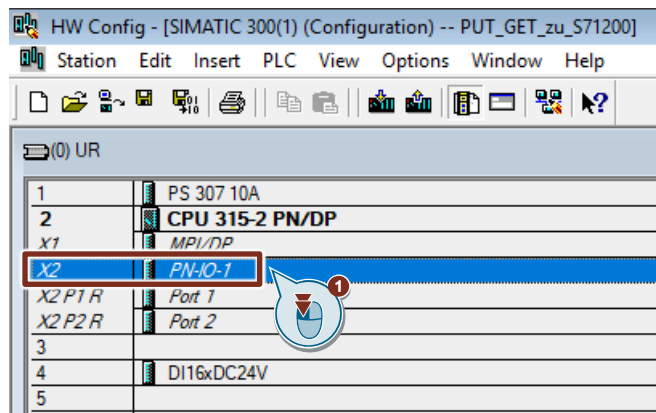 HW Config - [SIMATIC 300(1) (Configuration) -- PUT_GET_zu_S71200]
Station Edit Insert PLC View Options Window Help
(0) UR
1 PS 307 10A
2 CPU 315-2 PN/DP
X1 MPI/DP
X2 PN-IO-1
1
X2 P1 R Port 1
X2 P2 R Port 2
3
4 DI16xDC24V
5